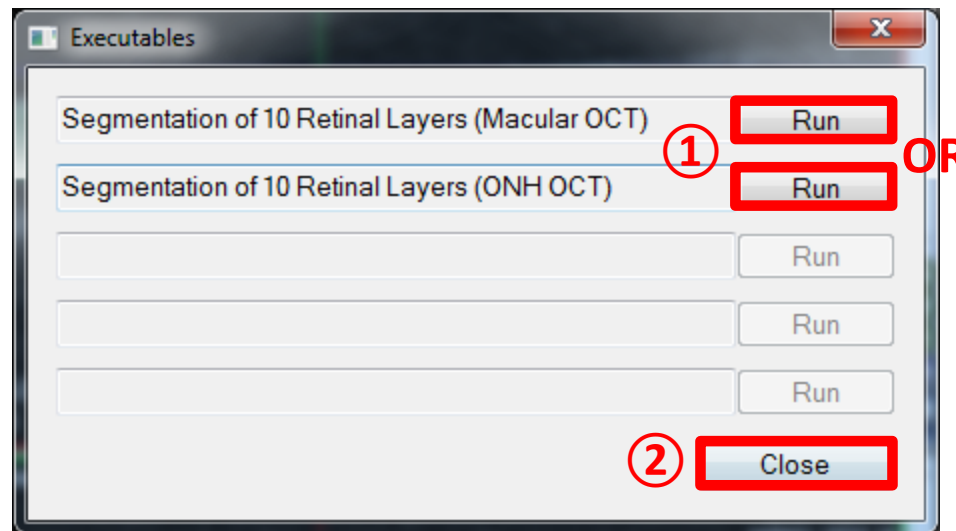 Executables
x
Segmentation of 10 Retinal Layers (Macular OCT) Run
① OR
Segmentation of 10 Retinal Layers (ONH OCT) Run
Run
Run
Run
② Close